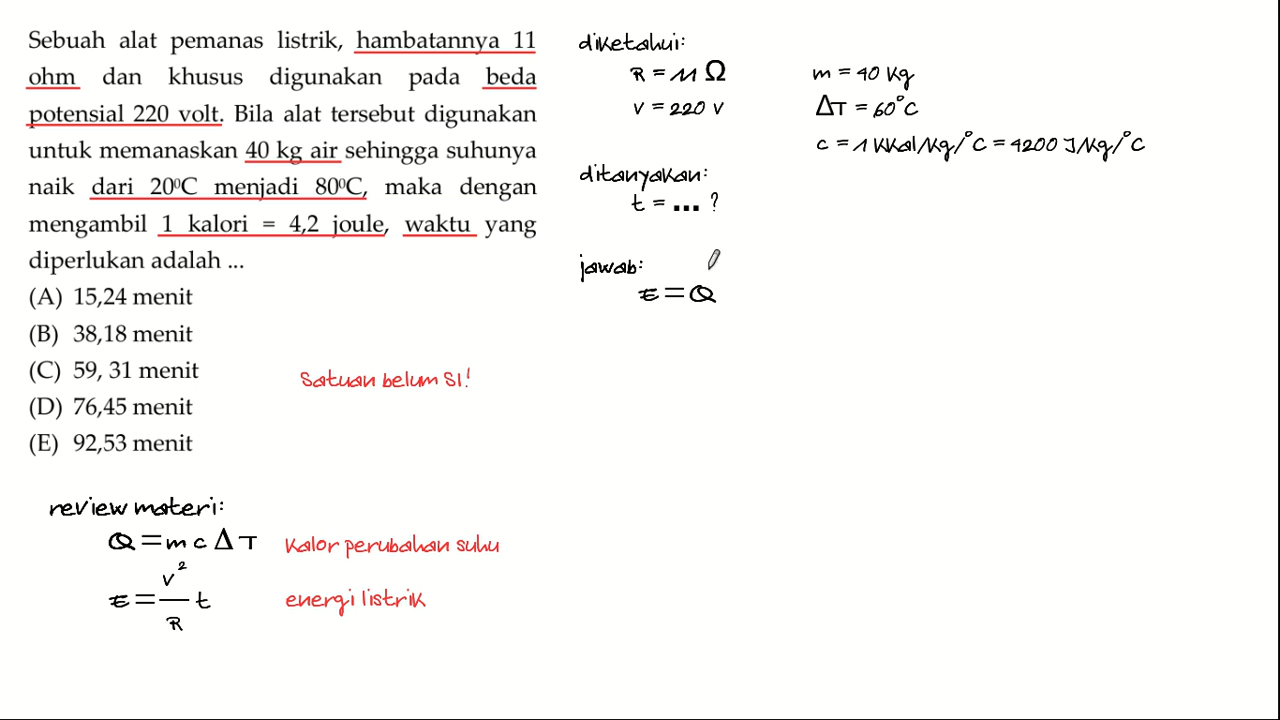 Sebuah alat pemanas listrik, hambatannya 11
ohm dan khusus digunakan pada beda
potensial 220 volt. Bila alat tersebut digunakan
untuk memanaskan 40 kg air sehingga suhunya
naik dari 20⁰C menjadi 80⁰C, maka dengan
mengambil 1 kalori = 4,2 joule, waktu yang
diperlukan adalah ...
(A) 15,24 menit
(B) 38,18 menit
(C) 59, 31 menit
(D) 76,45 menit
(E) 92,53 menit
Satuan belum SI!
review materi:
Q = m c Δ T kalor perubahan suhu
E = V²/R t energi listrik
diketahui:
R = 11 Ω
V = 220 V
m = 40 kg
ΔT = 60°C
c = 1 kkal/kg/°C = 4200 J/kg/°C
ditanyakan:
t = ... ?
jawab:
E = Q